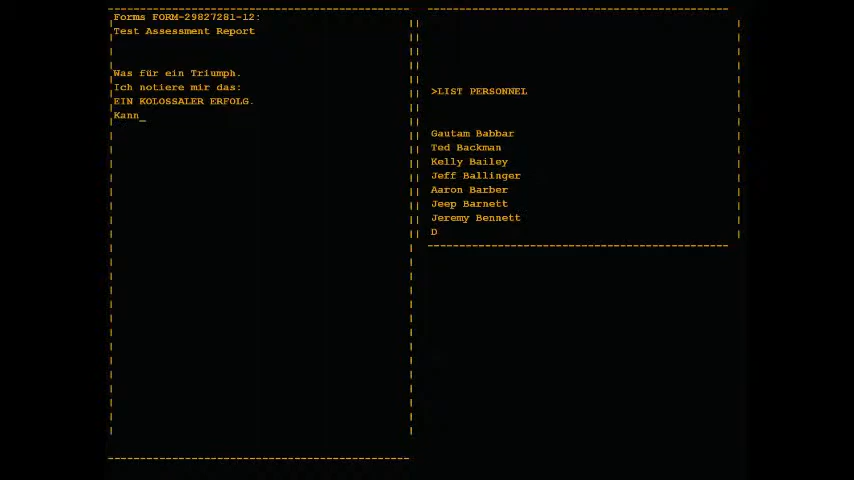 Forms FORM-29827281-12:
Test Assessment Report
Was für ein Triumph.
Ich notiere mir das:
EIN KOLOSSALER ERFOLG.
Kann_
>LIST PERSONNEL
Gautam Babbar
Ted Backman
Kelly Bailey
Jeff Ballinger
Aaron Barber
Jeep Barnett
Jeremy Bennett
D